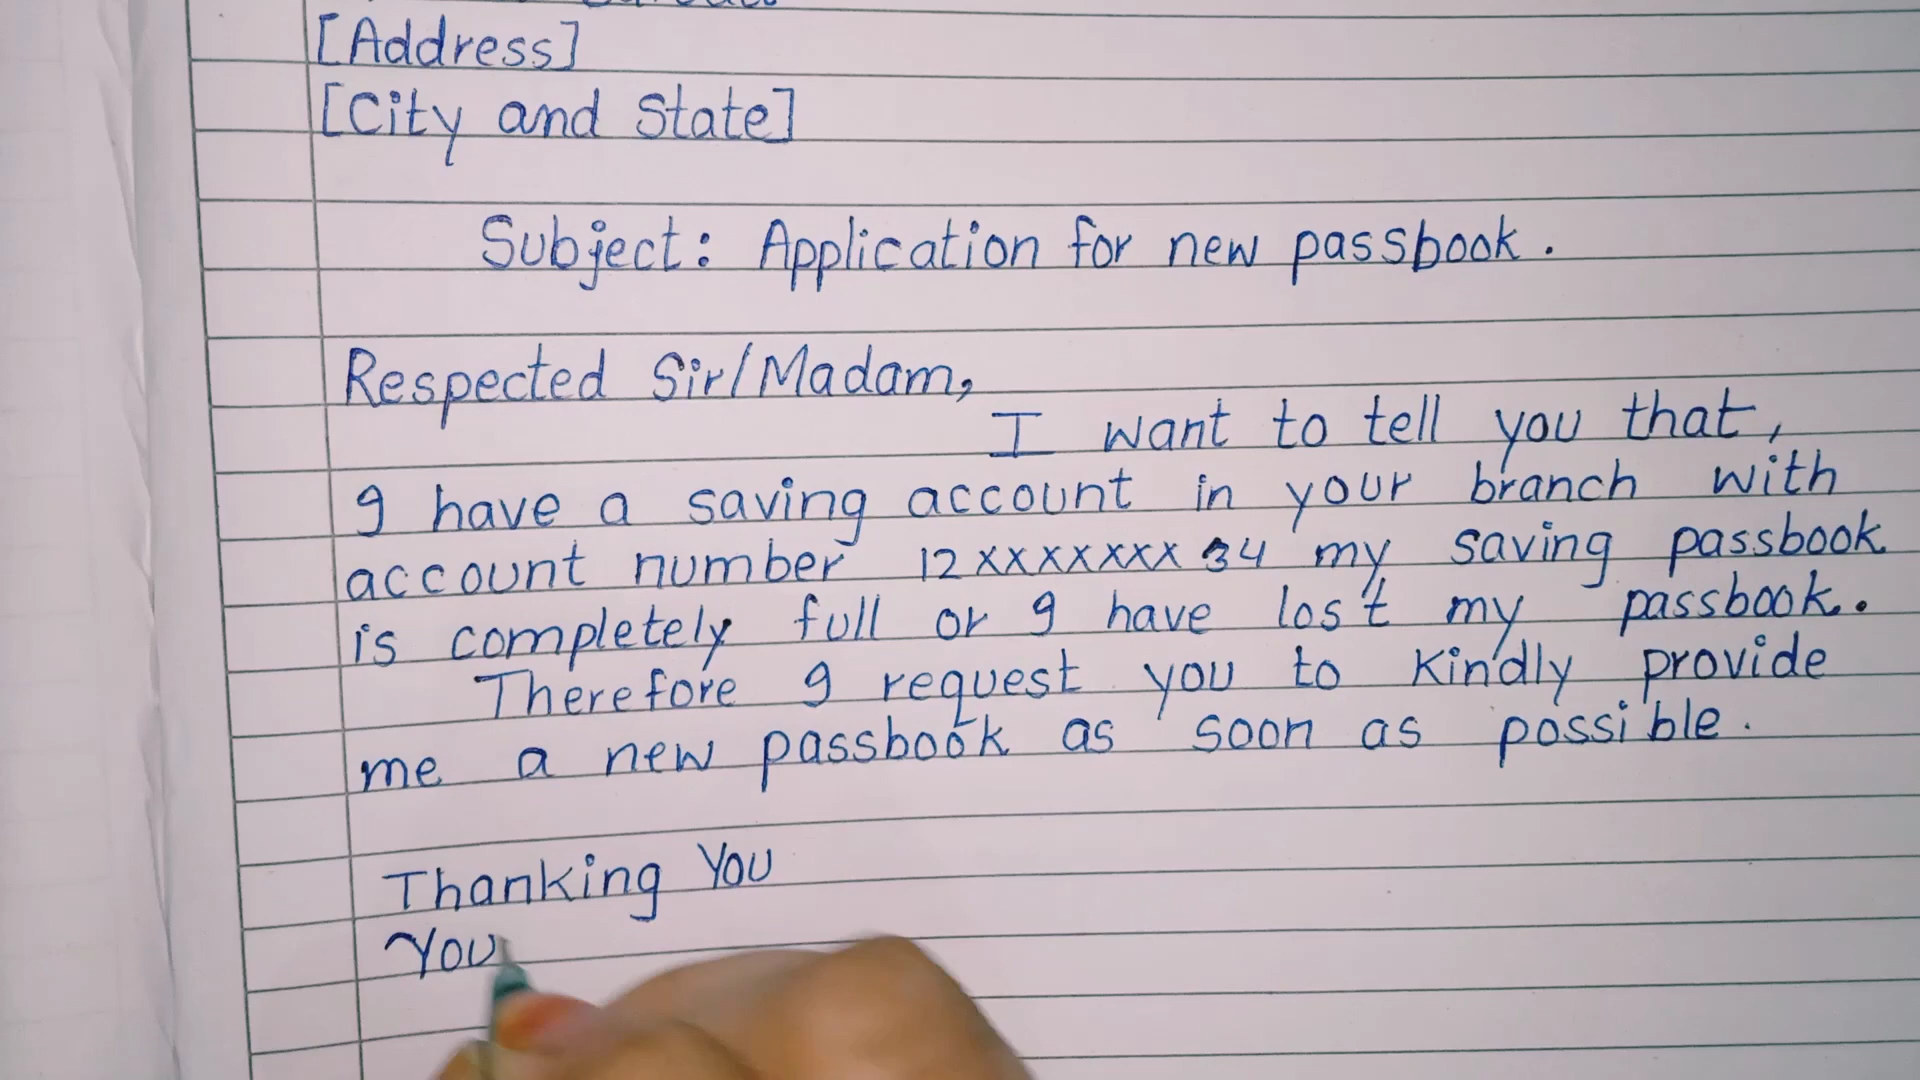 [Address]
[City and State]
Subject: Application for new passbook.
Respected Sir/Madam,
I want to tell you that,
I have a saving account in your branch with
account number 12xxxxxxx34 my saving passbook
is completely full or I have lost my passbook.
Therefore I request you to kindly provide
me a new passbook as soon as possible.
Thanking You
You